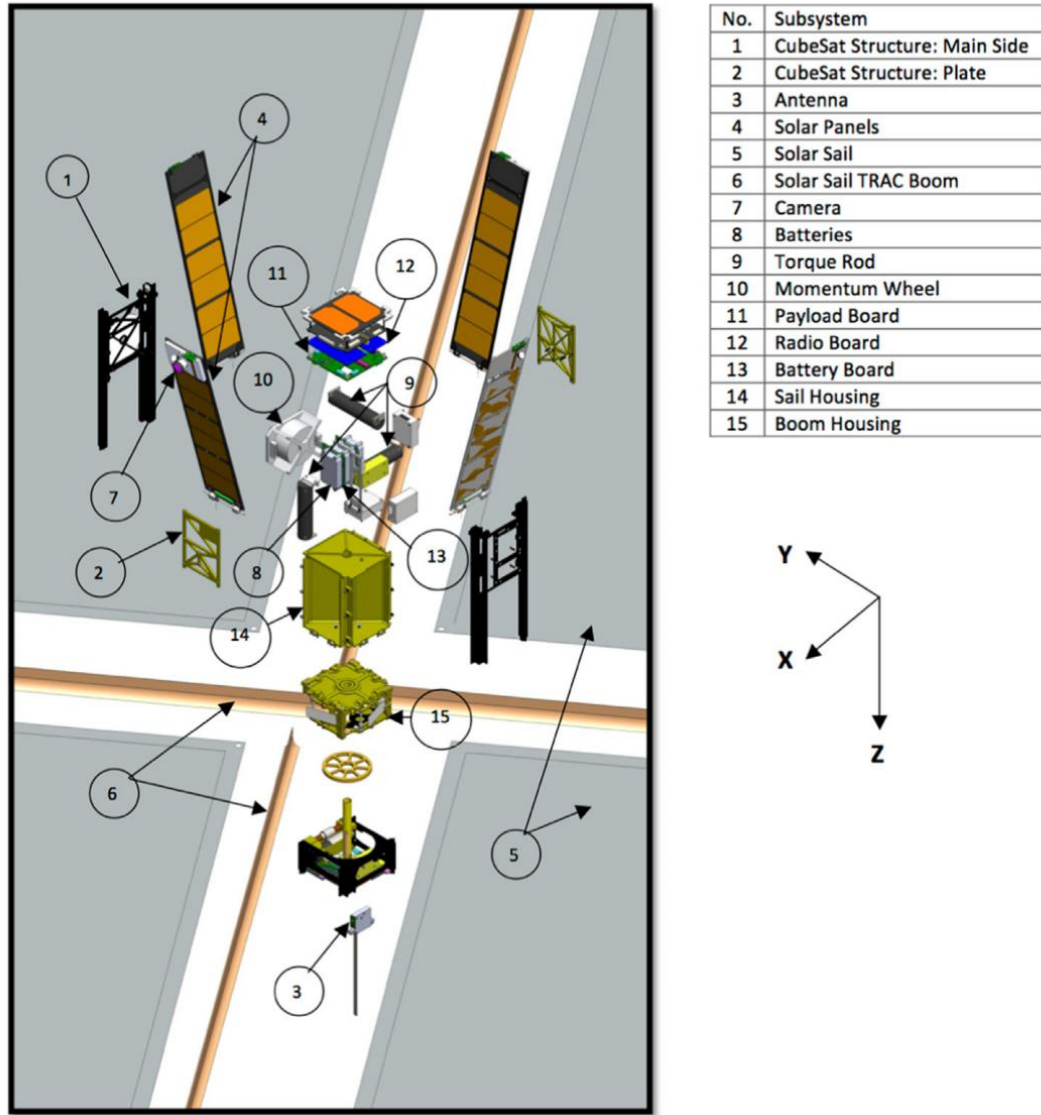 No. Subsystem
1 CubeSat Structure: Main Side
2 CubeSat Structure: Plate
3 Antenna
4 Solar Panels
5 Solar Sail
6 Solar Sail TRAC Boom
7 Camera
8 Batteries
9 Torque Rod
10 Momentum Wheel
11 Payload Board
12 Radio Board
13 Battery Board
14 Sail Housing
15 Boom Housing
4
1
12
11
9
10
7
2
8
13
14
15
6
5
3
Y
X
Z